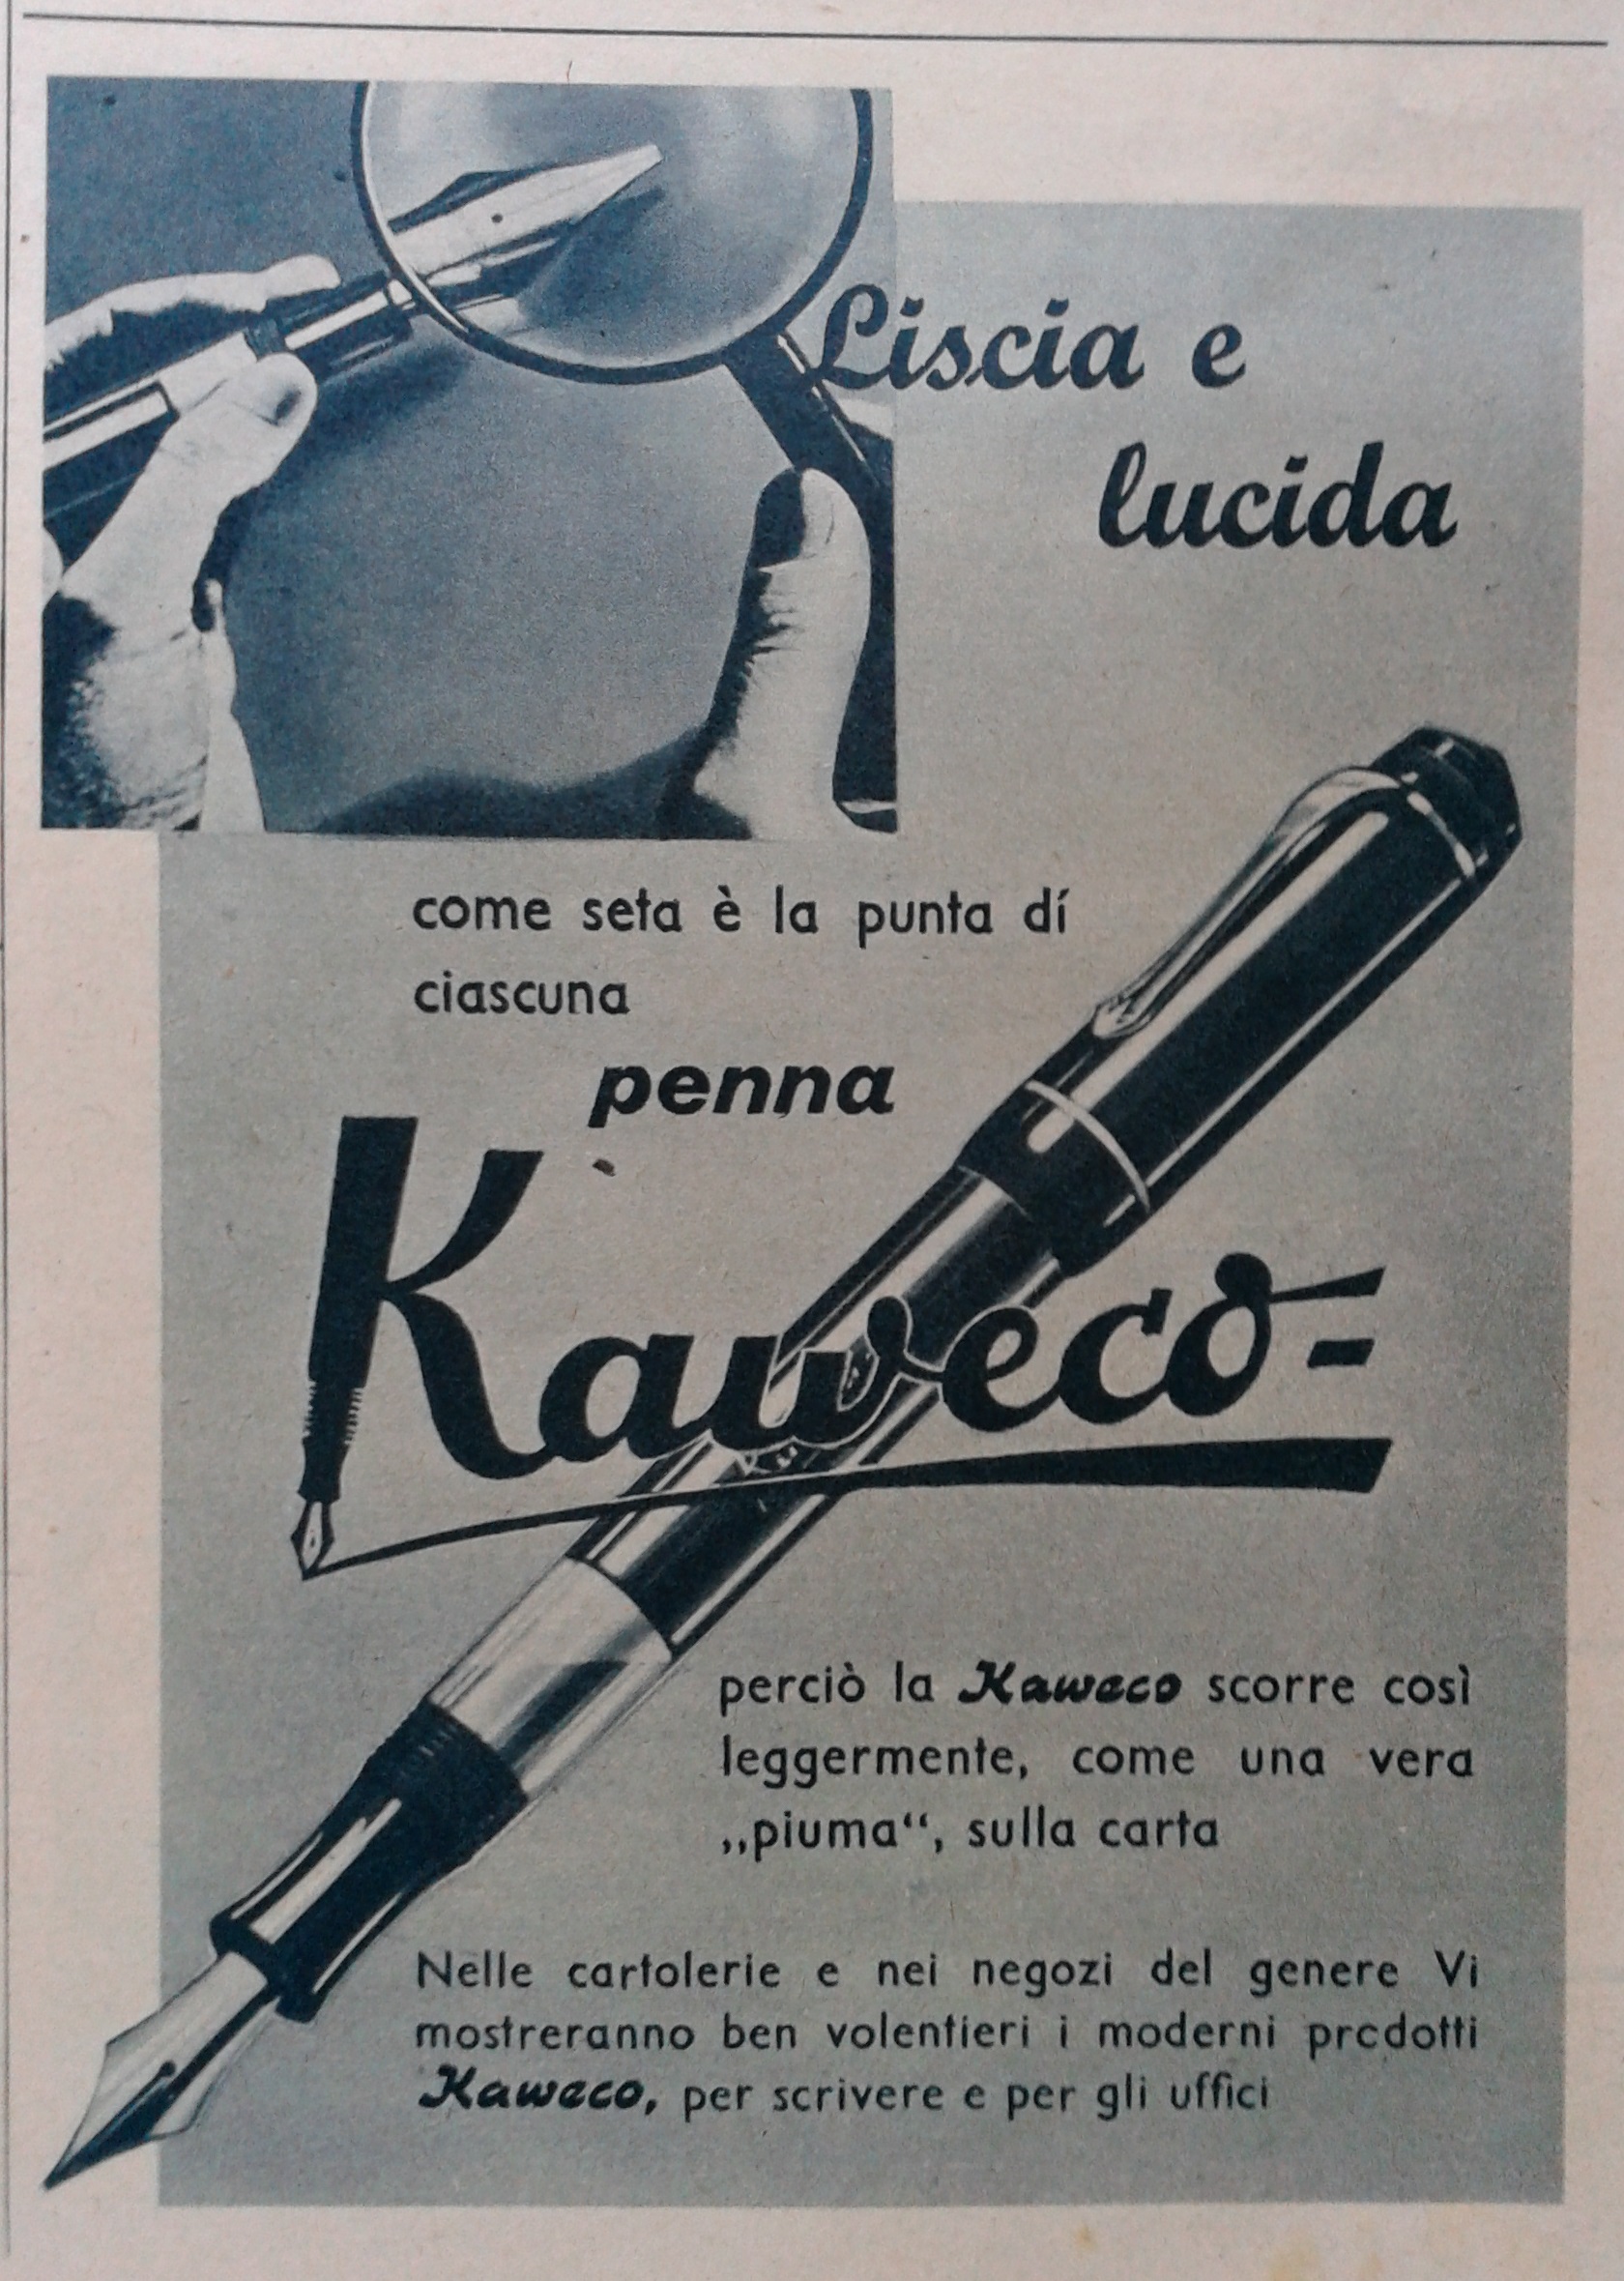 Liscia e
lucida
come seta è la punta dí
ciascuna
penna
Kaweco-
perciò la Kaweco scorre così
leggermente, come una vera
„piuma“, sulla carta
Nelle cartolerie e nei negozi del genere Vi
mostreranno ben volentieri i moderni prcdotti
Kaweco, per scrivere e per gli uffici